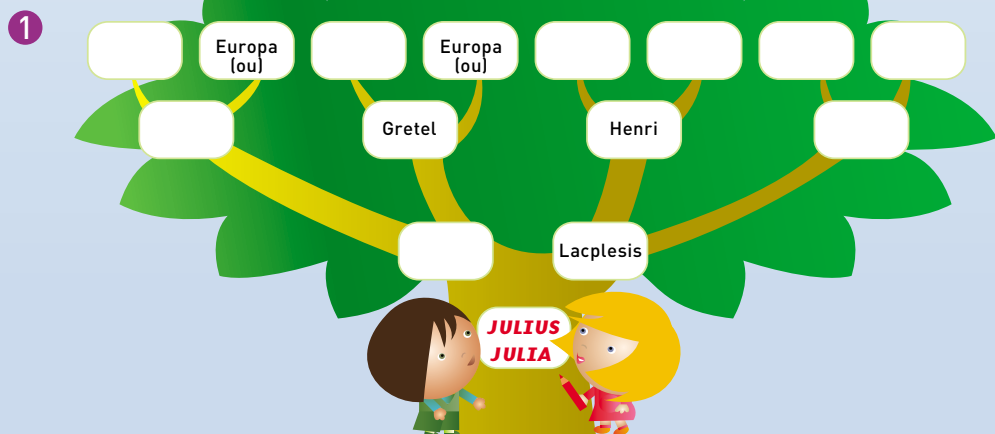 1
Europa
(ou)
Europa
(ou)
Gretel
Henri
Lacplesis
JULIUS
JULIA